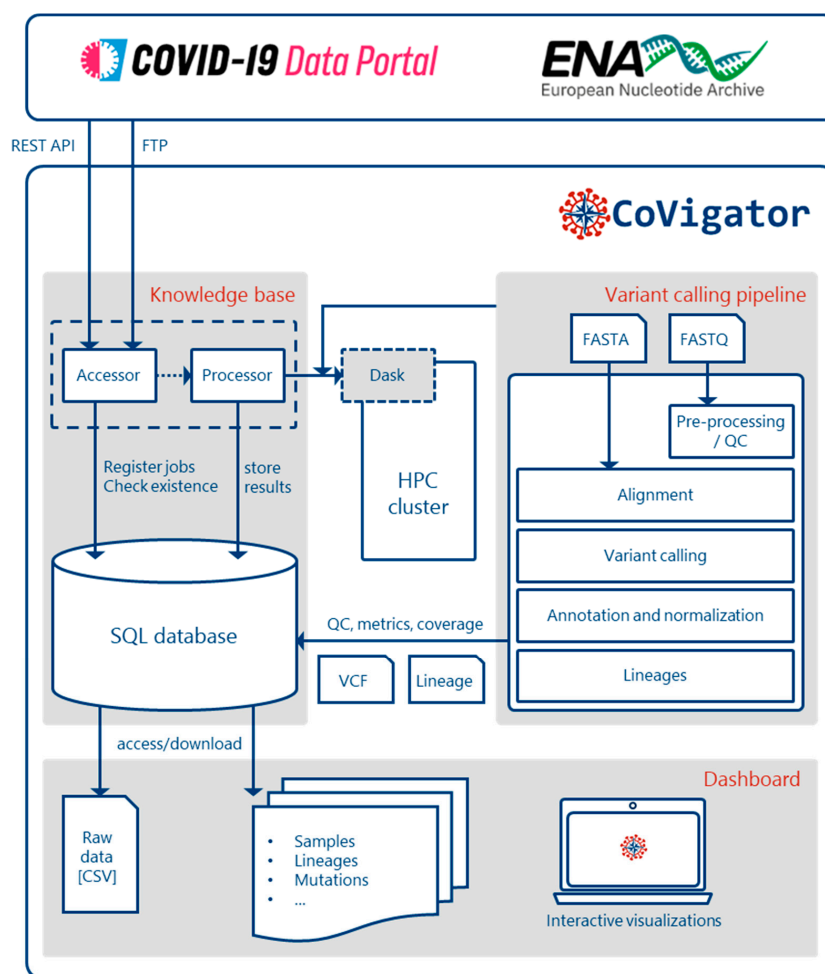 COVID-19 Data Portal
ENA
European Nucleotide Archive
REST API
FTP
CoVigator
Knowledge base
Variant calling pipeline
FASTA
FASTQ
Accessor
Processor
Dask
Pre-processing
/ QC
Register jobs
Check existence
store
results
HPC
cluster
Alignment
Variant calling
Annotation and normalization
Lineages
SQL database
QC, metrics, coverage
VCF
Lineage
access/download
Dashboard
Raw
data
[CSV]
• Samples
• Lineages
• Mutations
• ...
Interactive visualizations